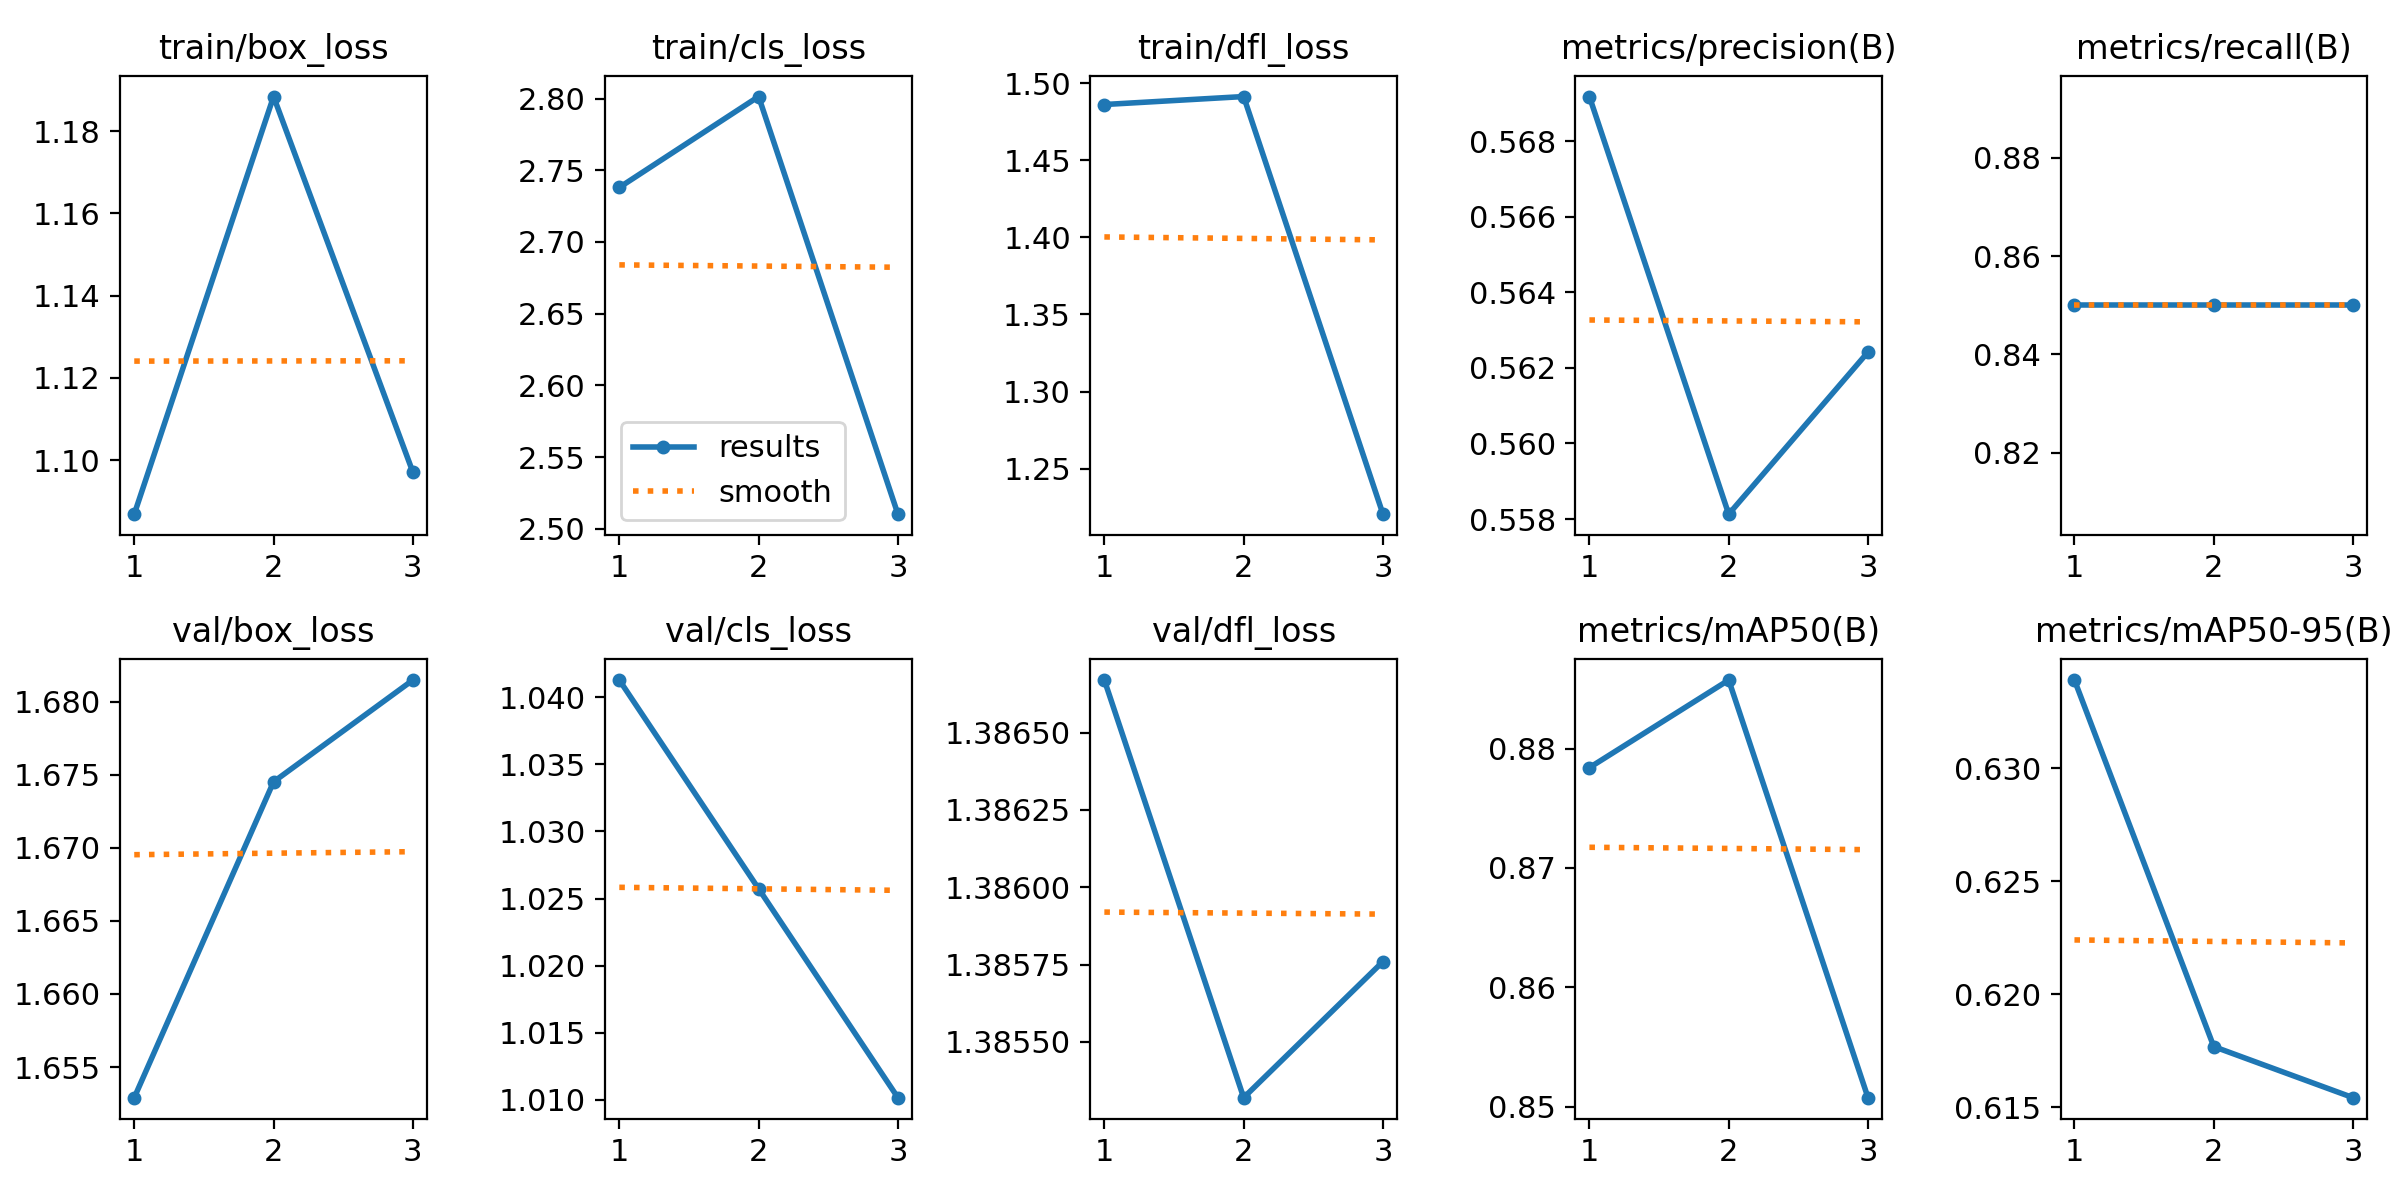 train/box_loss
1.18
1.16
1.14
1.12
1.10
1 2 3
train/cls_loss
2.80
2.75
2.70
2.65
2.60
2.55
2.50
results
smooth
1 2 3
train/dfl_loss
1.50
1.45
1.40
1.35
1.30
1.25
1 2 3
metrics/precision(B)
0.568
0.566
0.564
0.562
0.560
0.558
1 2 3
metrics/recall(B)
0.88
0.86
0.84
0.82
1 2 3
val/box_loss
1.680
1.675
1.670
1.665
1.660
1.655
1 2 3
val/cls_loss
1.040
1.035
1.030
1.025
1.020
1.015
1.010
1 2 3
val/dfl_loss
1.38650
1.38625
1.38600
1.38575
1.38550
1 2 3
metrics/mAP50(B)
0.88
0.87
0.86
0.85
1 2 3
metrics/mAP50-95(B)
0.630
0.625
0.620
0.615
1 2 3